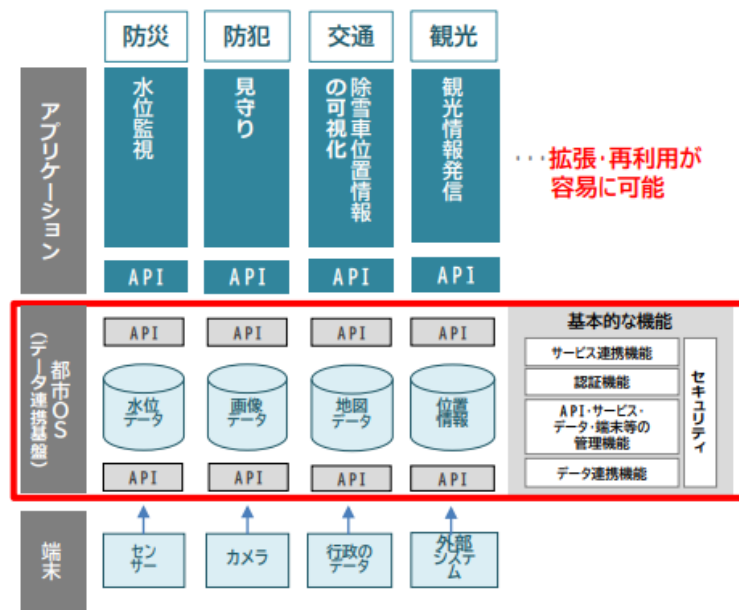 防災
防犯
交通
観光
アプリケーション
水位監視
見守り
除雪車位置情報
の可視化
観光情報発信
･･･拡張･再利用が
容易に可能
API
API
API
AP1
都市OS
(データ連携基盤)
API
API
API
API
水位
データ
画像
データ
地図
データ
位置
情報
API
API
API
API
基本的な機能
サービス連携機能
認証機能
API･サービス･
データ･端末等の
管理機能
データ連携機能
セキュリティ
端末
セン
サー
カメラ
行政の
データ
外部
システ
ム